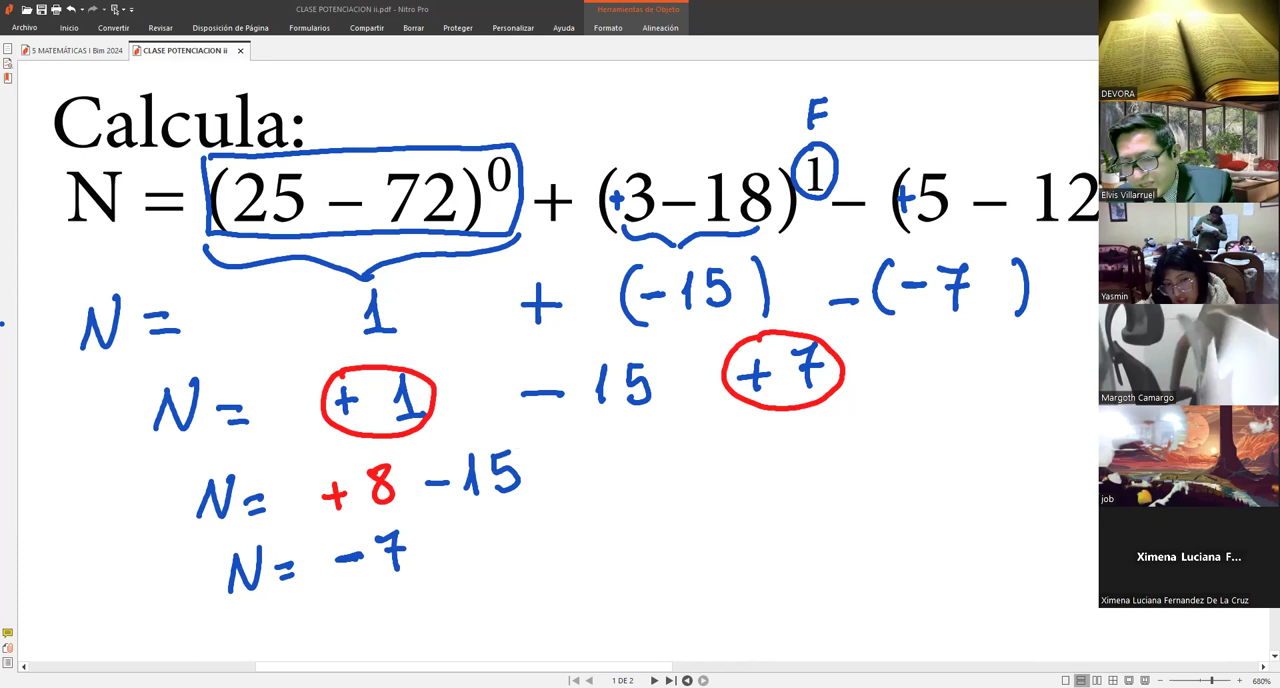 CLASE POTENCIACION ii.pdf - Nitro Pro
Herramientas de Objeto
Archivo Inicio Convertir Revisar Disposición de Página Formularios Compartir Borrar Proteger Personalizar Ayuda Formato Alineación
5 MATEMÁTICAS I Bim 2024 CLASE POTENCIACION ii
Calcula:
F
N = (25 – 72)⁰ + (+3–18)¹ – (+5 – 12
N = 1 + (-15) - (-7)
N = + 1 - 15 + 7
N = + 8 - 15
N = - 7
DEVORA
Elvis Villarruel
Yasmin
Margoth Camargo
job
Ximena Luciana F...
Ximena Luciana Fernandez De La Cruz
1 DE 2
680%